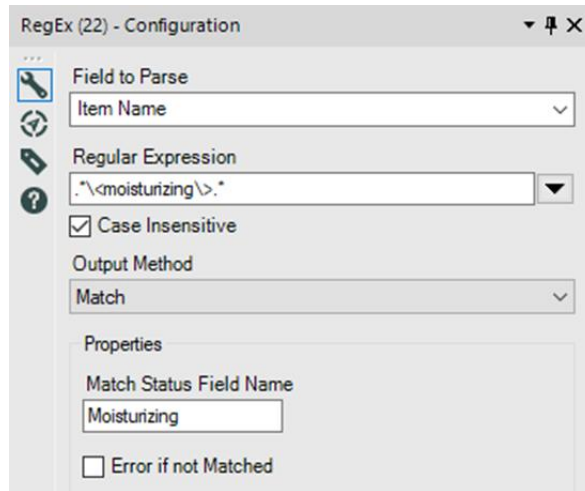 RegEx (22) - Configuration
Field to Parse
Item Name
Regular Expression
.*\<moisturizing\>.*
Case Insensitive
Output Method
Match
Properties
Match Status Field Name
Moisturizing
Error if not Matched